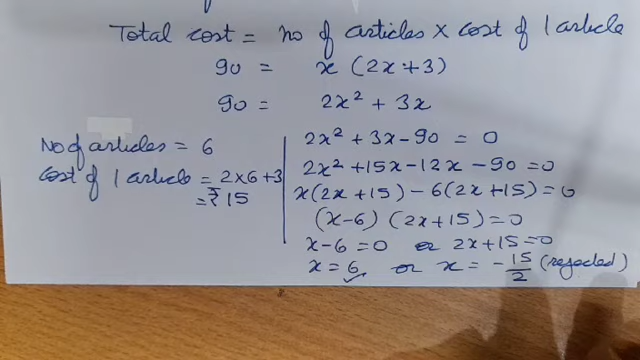 Total cost = no of articles × cost of 1 article
90 = x (2x+3)
90 = 2x² + 3x
No of articles = 6
Cost of 1 article = 2×6+3
= ₹ 15
2x² + 3x - 90 = 0
2x² + 15x - 12x - 90 = 0
x(2x + 15) - 6(2x + 15) = 0
(x-6) (2x+15) = 0
x-6 = 0 or 2x+15=0
x = 6 or x = -15/2 (rejected)